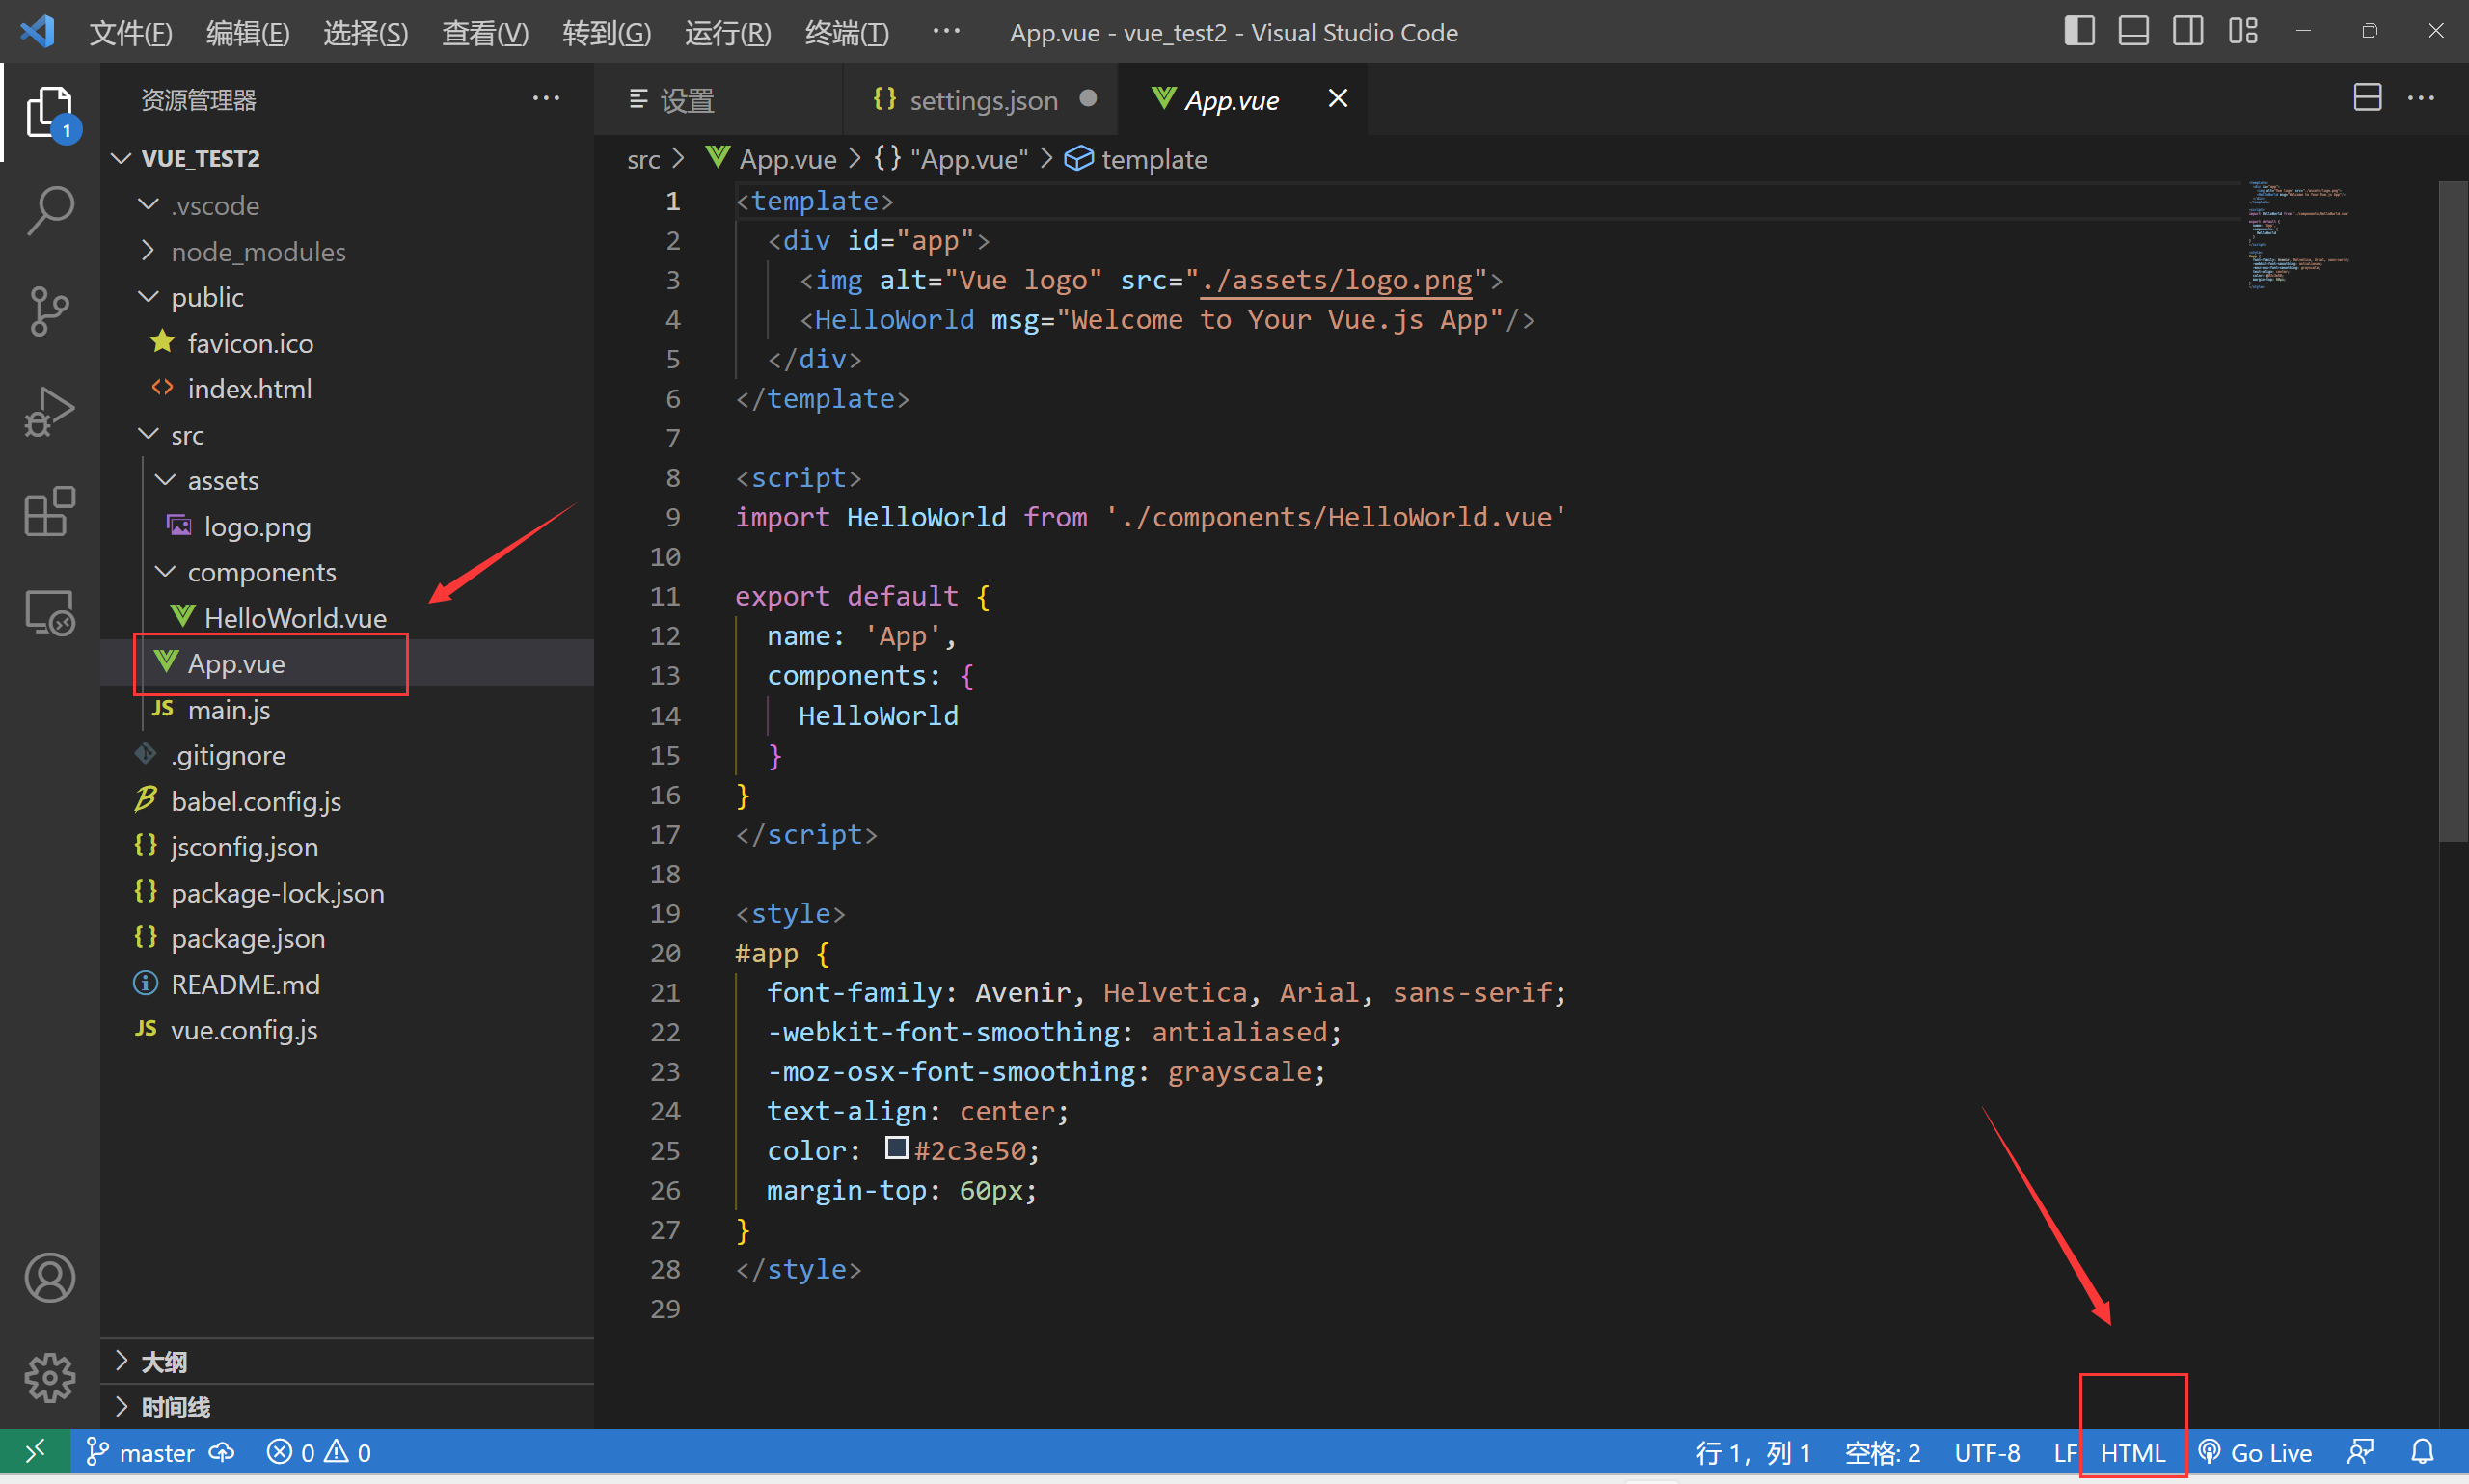 文件(F) 编辑(E) 选择(S) 查看(V) 转到(G) 运行(R) 终端(T) ··· App.vue - vue_test2 - Visual Studio Code
资源管理器 ···
1
VUE_TEST2
.vscode
node_modules
public
favicon.ico
index.html
src
assets
logo.png
components
HelloWorld.vue
App.vue
JS main.js
.gitignore
babel.config.js
{} jsconfig.json
{} package-lock.json
{} package.json
README.md
JS vue.config.js
大纲
时间线
设置 {} settings.json ● App.vue ×
src > App.vue > {} "App.vue" > template
1 <template>
2 <div id="app">
3 <img alt="Vue logo" src="./assets/logo.png">
4 <HelloWorld msg="Welcome to Your Vue.js App"/>
5 </div>
6 </template>
7
8 <script>
9 import HelloWorld from './components/HelloWorld.vue'
10
11 export default {
12 name: 'App',
13 components: {
14 HelloWorld
15 }
16 }
17 </script>
18
19 <style>
20 #app {
21 font-family: Avenir, Helvetica, Arial, sans-serif;
22 -webkit-font-smoothing: antialiased;
23 -moz-osx-font-smoothing: grayscale;
24 text-align: center;
25 color: #2c3e50;
26 margin-top: 60px;
27 }
28 </style>
29
master 0 0 行 1，列 1 空格: 2 UTF-8 LF HTML Go Live